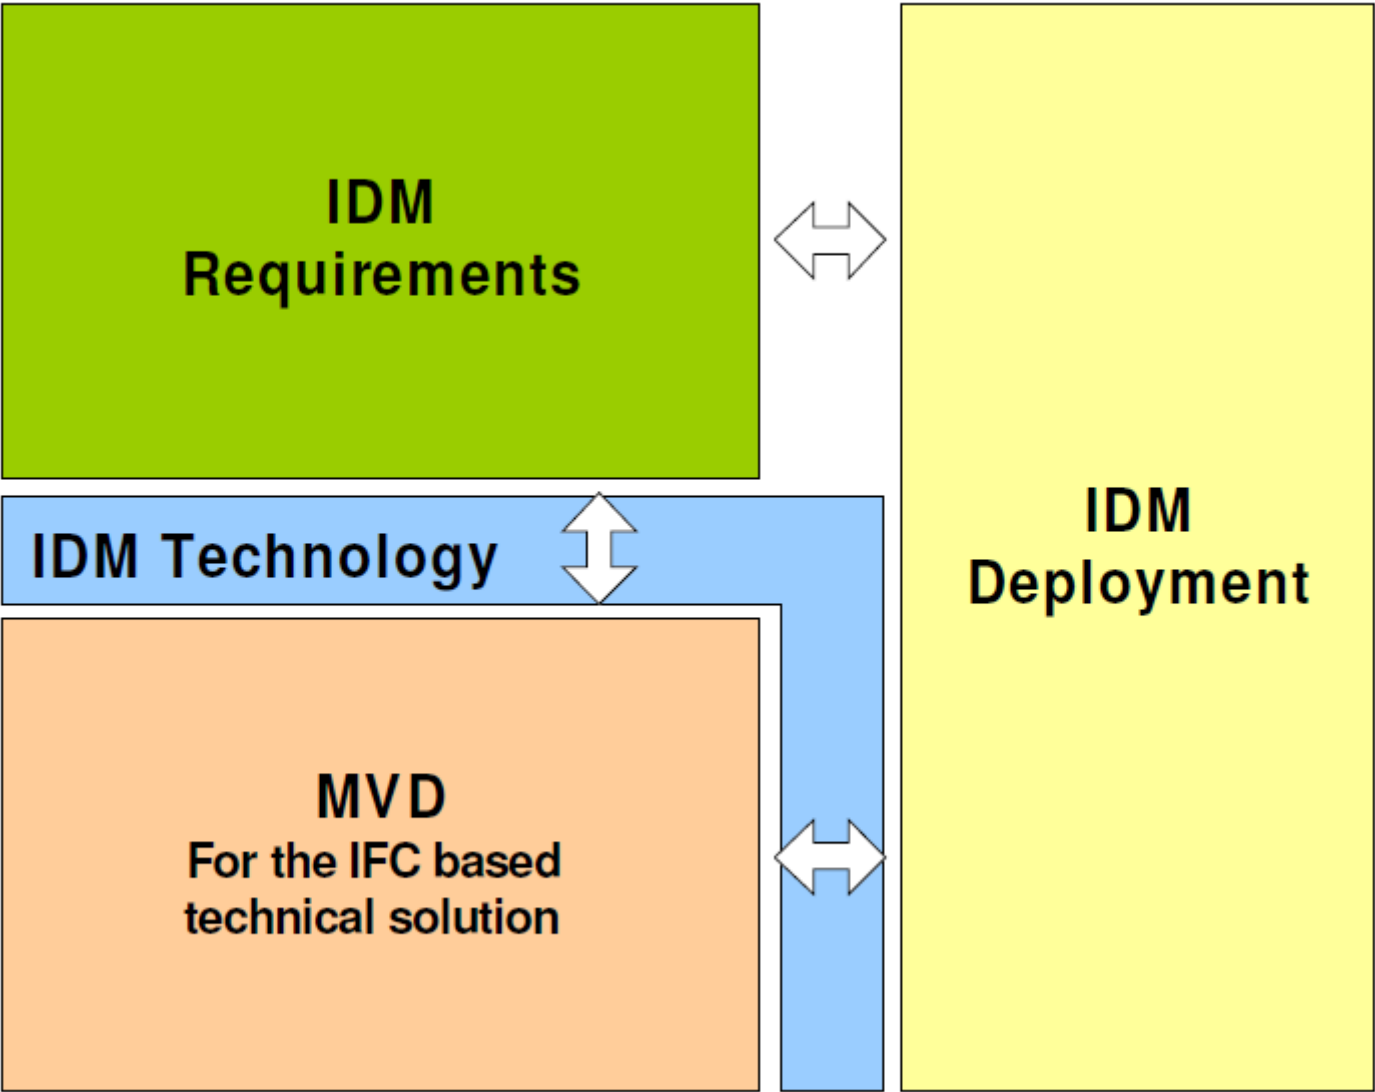 IDM
Requirements
IDM Technology
IDM
Deployment
MVD
For the IFC based
technical solution